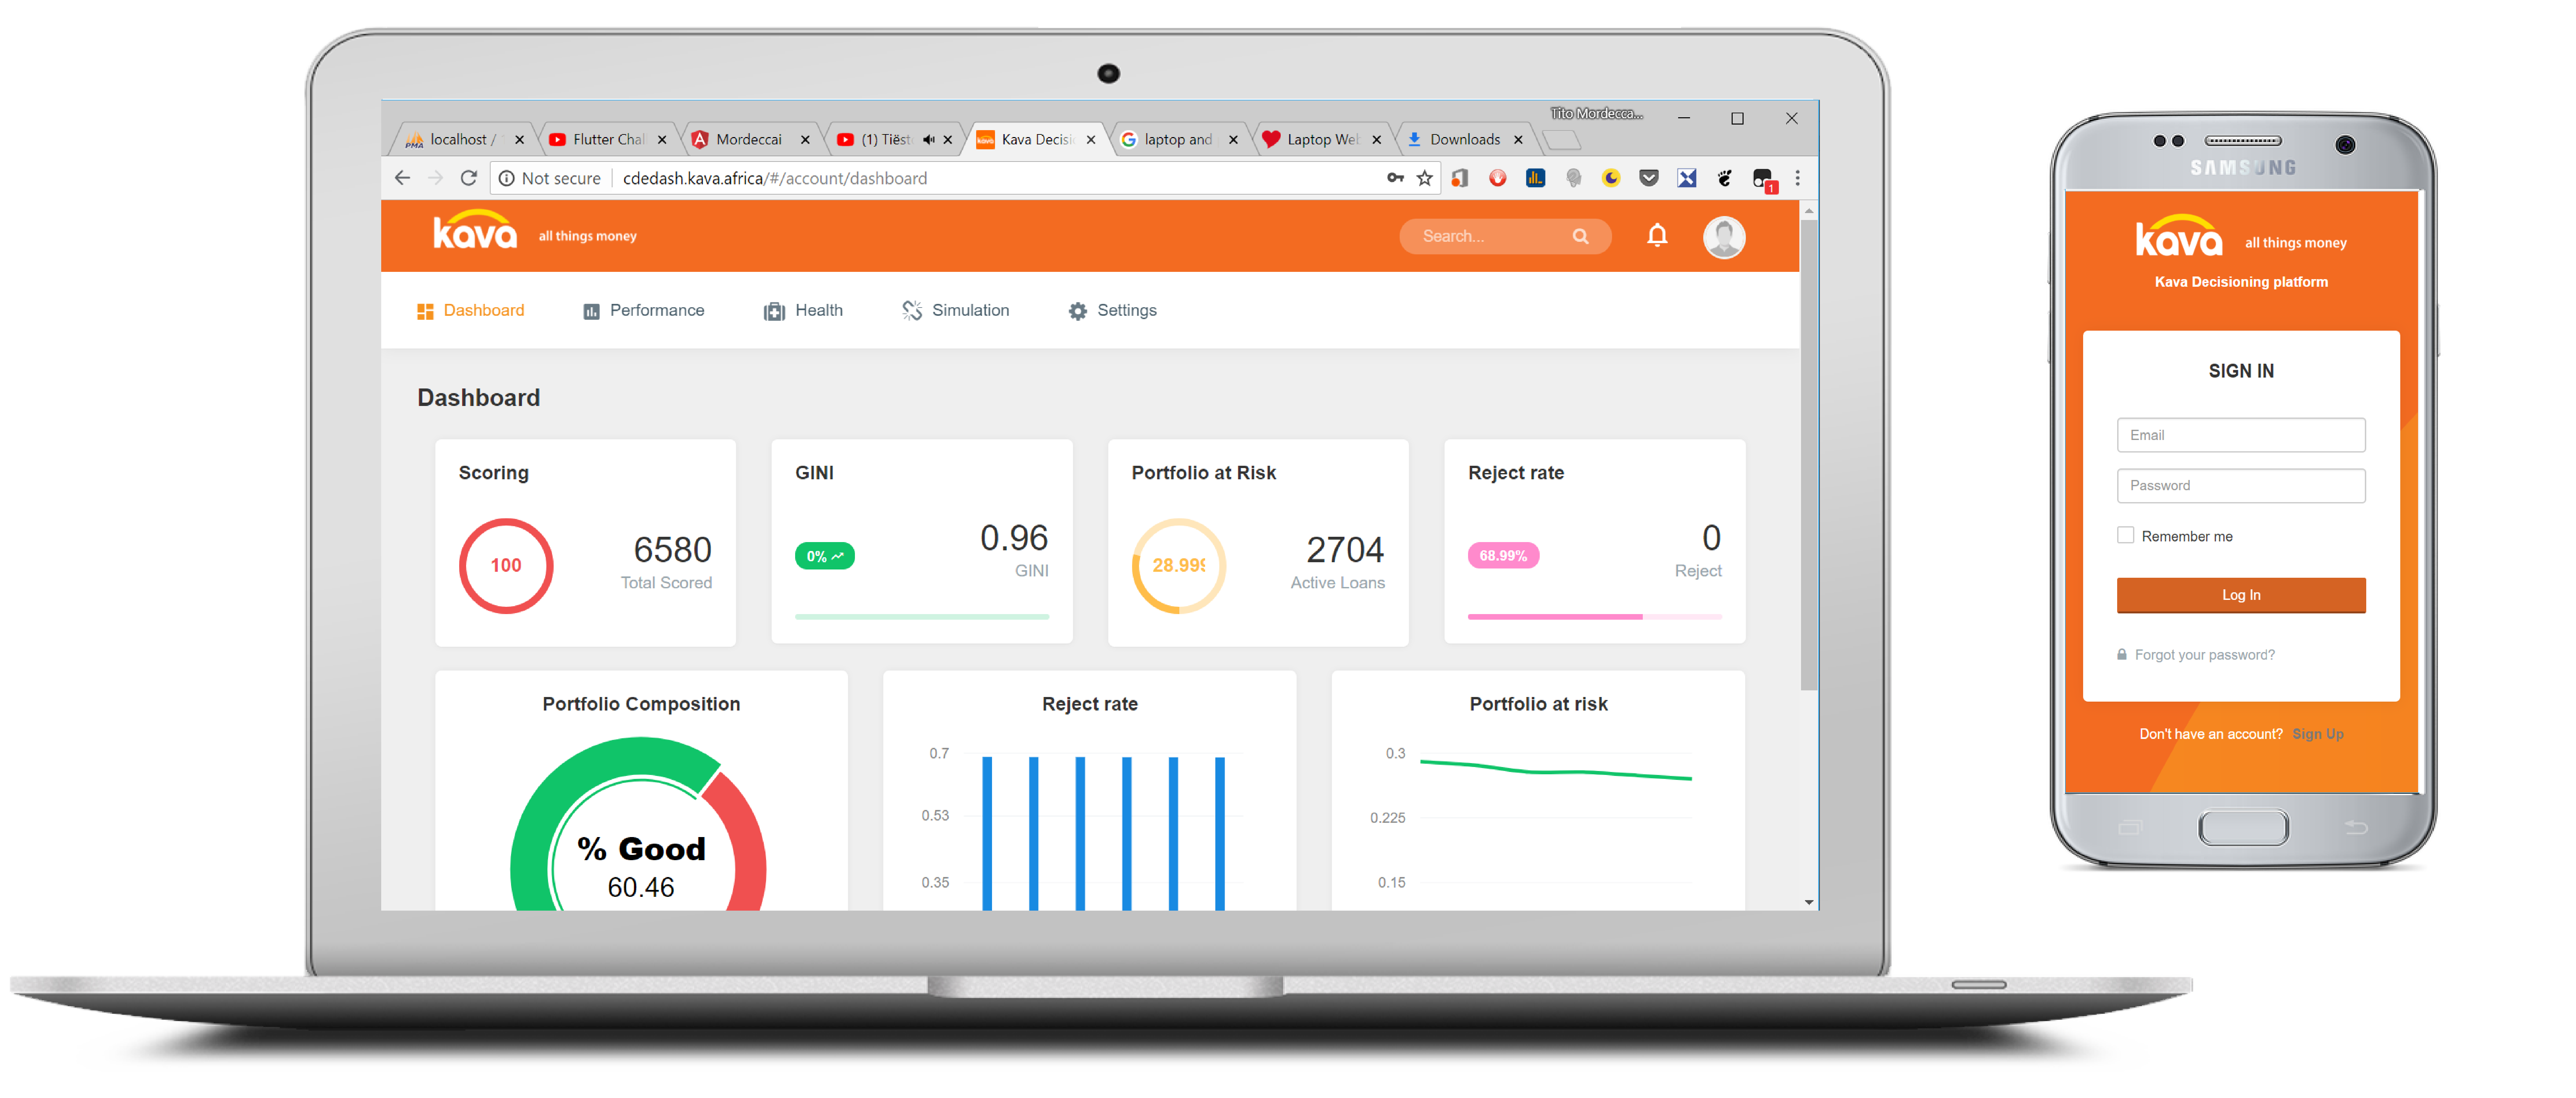 Tito Mordecca...
localhost /
Flutter Chal
Mordeccai
(1) Tiëst
Kava Decisi
laptop and
Laptop Web
Downloads
Not secure
cdedash.kava.africa/#/account/dashboard
1
kava all things money
Search...
Dashboard
Performance
Health
Simulation
Settings
Dashboard
Scoring
100
6580
Total Scored
GINI
0%
0.96
GINI
Portfolio at Risk
28.99
2704
Active Loans
Reject rate
68.99%
0
Reject
Portfolio Composition
% Good
60.46
Reject rate
0.7
0.53
0.35
Portfolio at risk
0.3
0.225
0.15
SAMSUNG
kava all things money
Kava Decisioning platform
SIGN IN
Email
Password
Remember me
Log In
Forgot your password?
Don't have an account? Sign Up